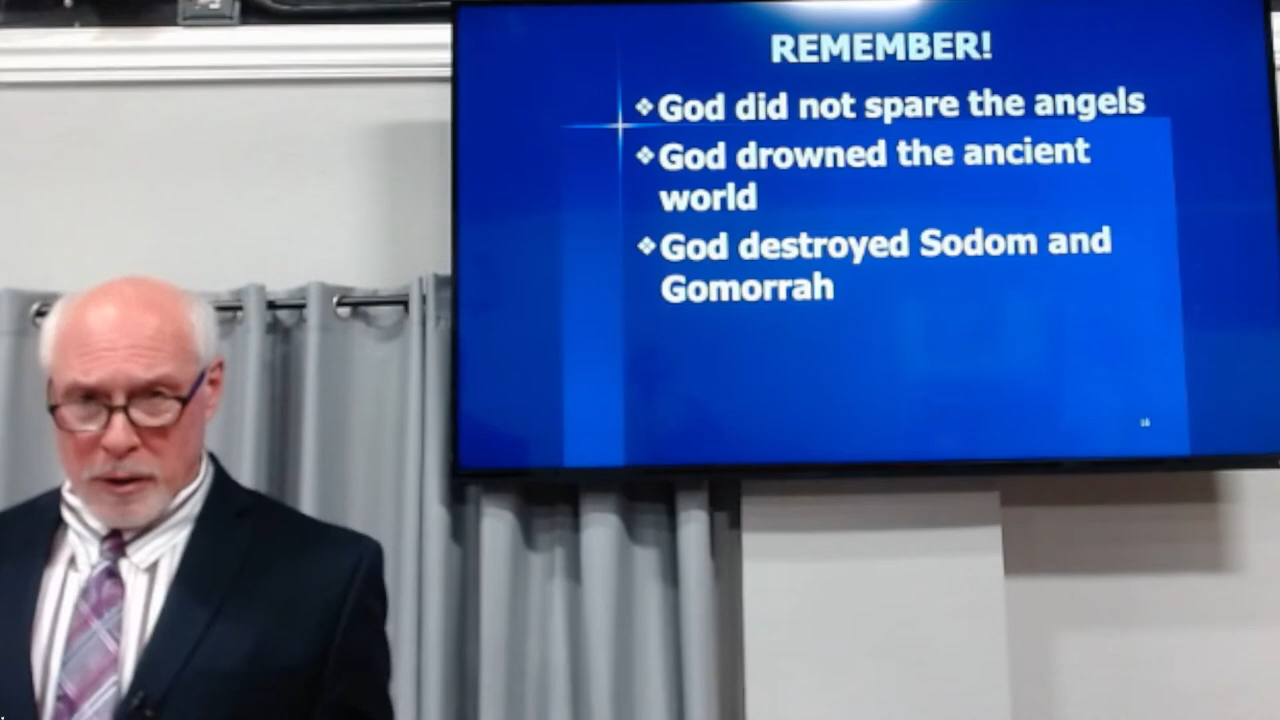 REMEMBER!
❖God did not spare the angels
❖God drowned the ancient
world
❖God destroyed Sodom and
Gomorrah